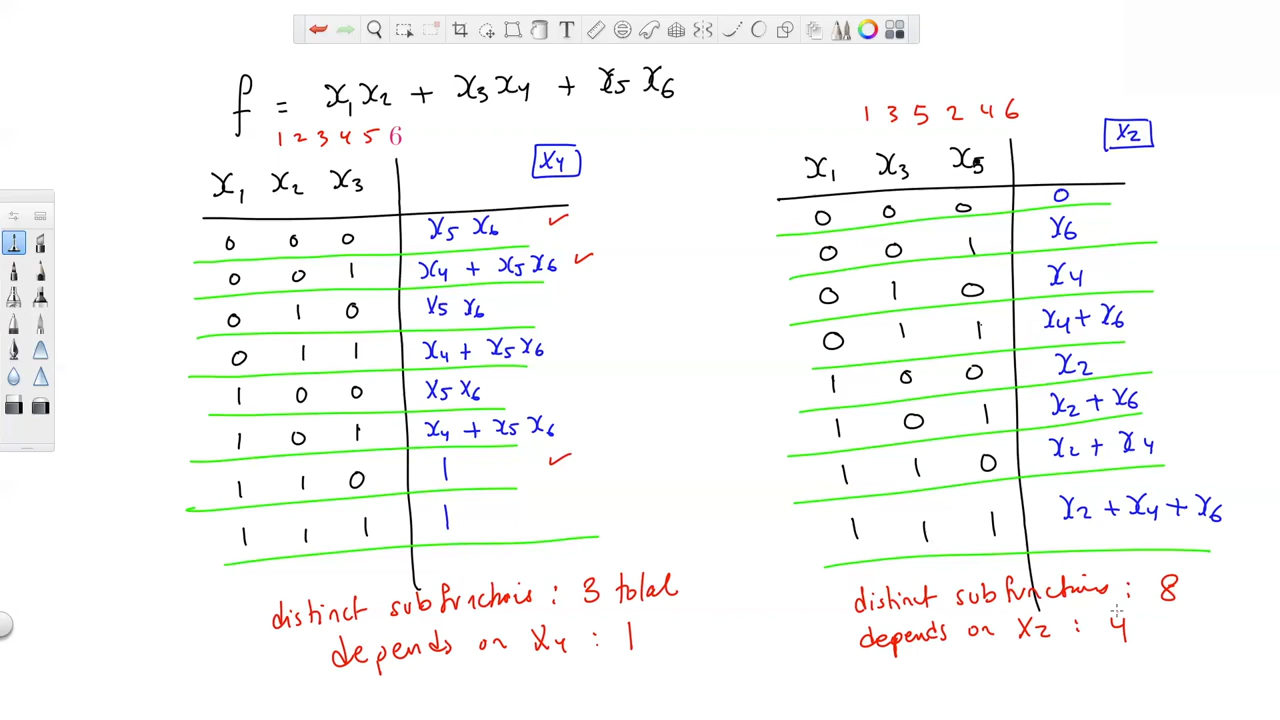 f = x1x2 + x3x4 + x5x6
1 2 3 4 5 6
x1 x2 x3
x4
0 0 0 x5 x6 ✓
0 0 1 x4 + x5x6 ✓
0 1 0 x5 x6
0 1 1 x4 + x5x6
1 0 0 x5 x6
1 0 1 x4 + x5 x6
1 1 0 1 ✓
1 1 1 1
distinct subfunctions : 3 total
depends on x4 : 1
1 3 5 2 4 6
x1 x3 x5
x2
0 0 0 0
0 0 1 x6
0 1 0 x4
0 1 1 x4 + x6
1 0 0 x2
1 0 1 x2 + x6
1 1 0 x2 + x4
1 1 1 x2 + x4 + x6
distinct subfunctions : 8
depends on x2 : 4